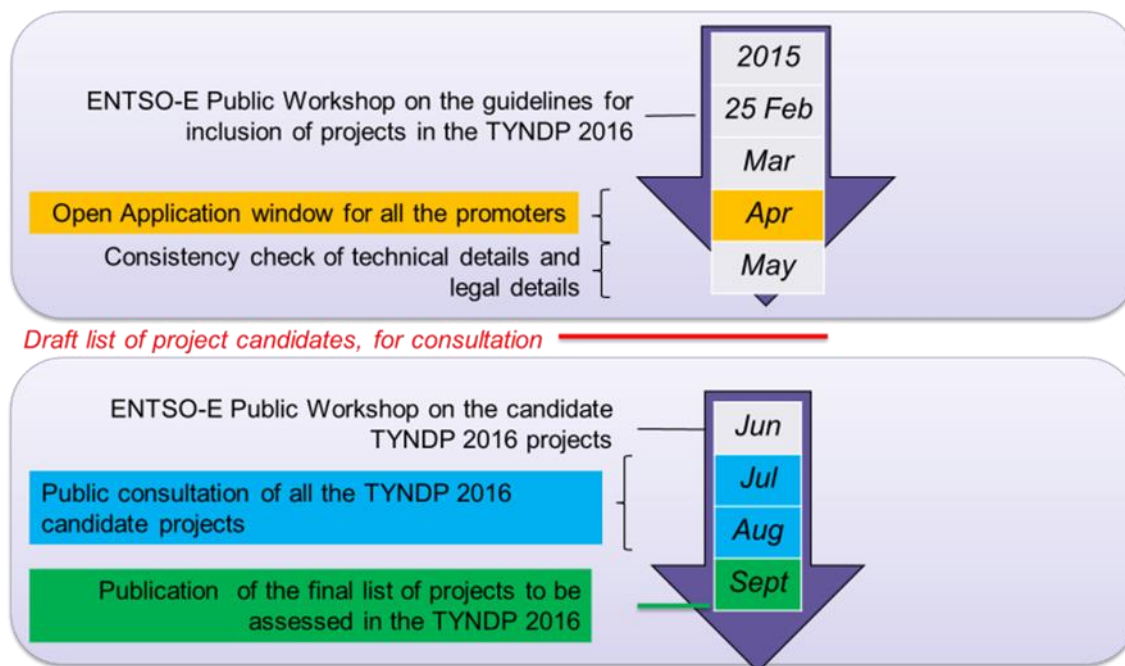 2015
ENTSO-E Public Workshop on the guidelines for
inclusion of projects in the TYNDP 2016
25 Feb
Mar
Open Application window for all the promoters
Apr
Consistency check of technical details and
legal details
May
Draft list of project candidates, for consultation
ENTSO-E Public Workshop on the candidate
TYNDP 2016 projects
Jun
Public consultation of all the TYNDP 2016
candidate projects
Jul
Aug
Publication of the final list of projects to be
assessed in the TYNDP 2016
Sept